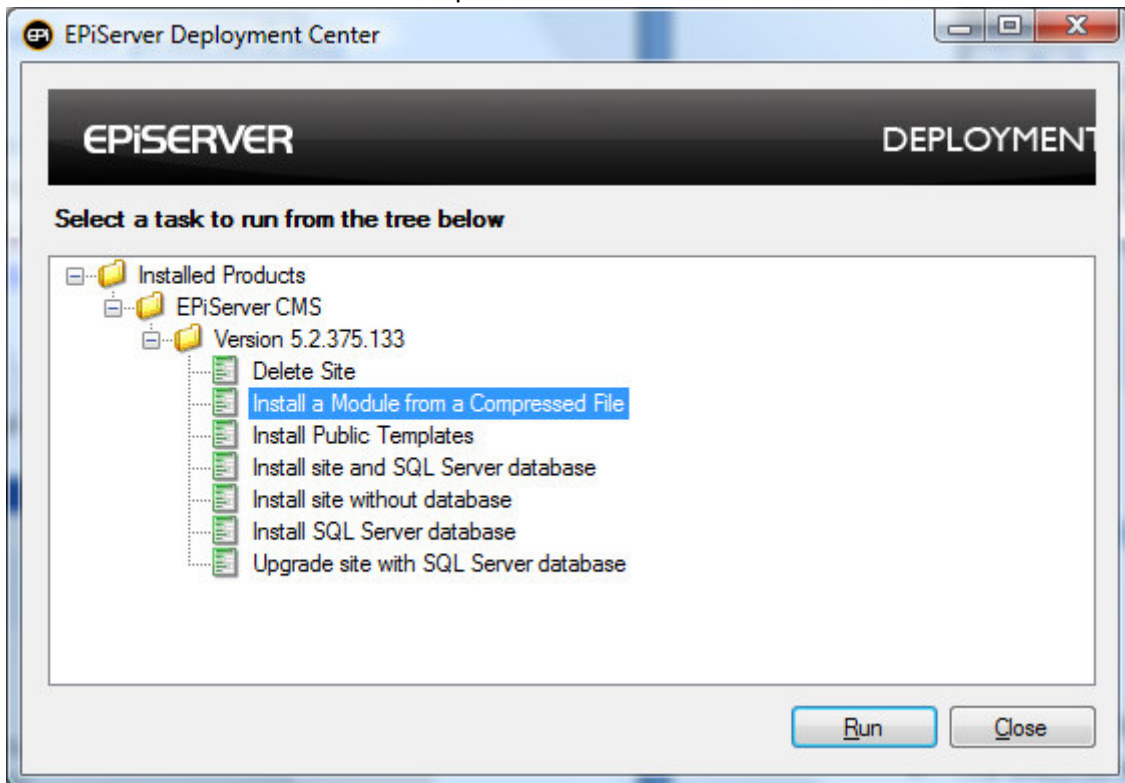 EPiServer Deployment Center
EPiSERVER
DEPLOYMENT
Select a task to run from the tree below
Installed Products
EPiServer CMS
Version 5.2.375.133
Delete Site
Install a Module from a Compressed File
Install Public Templates
Install site and SQL Server database
Install site without database
Install SQL Server database
Upgrade site with SQL Server database
Run
Close